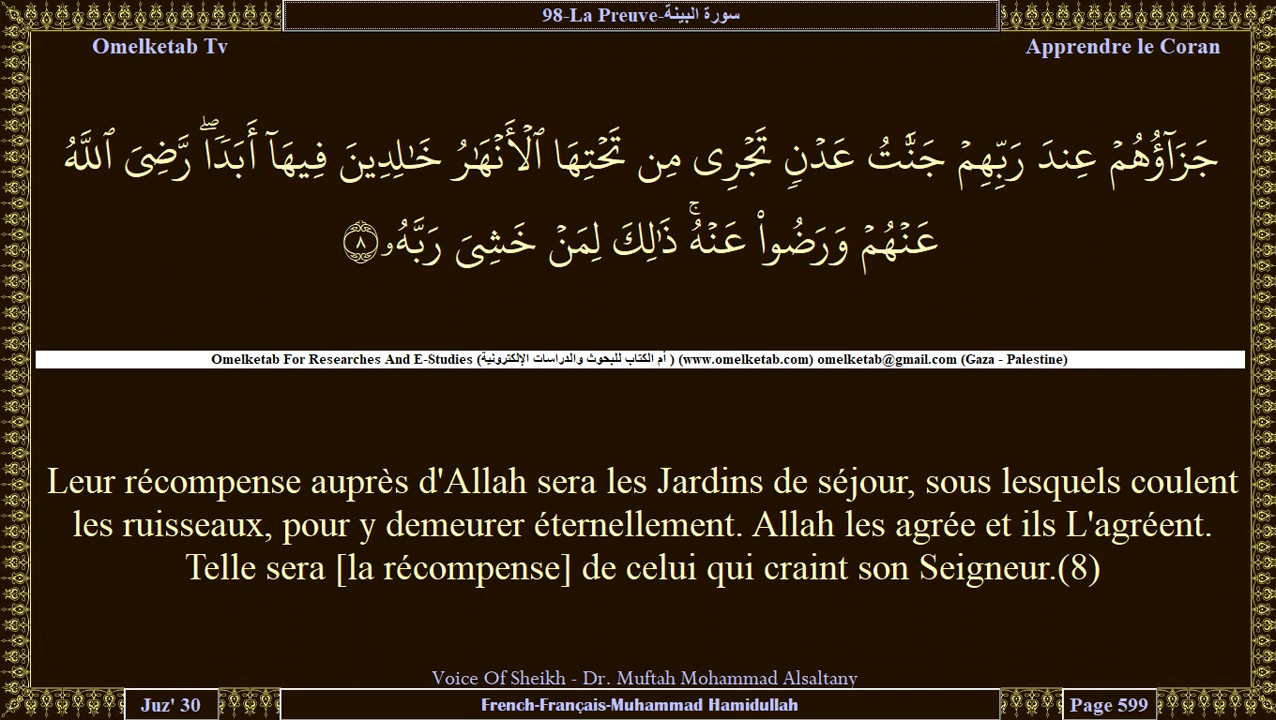 98-La Preuve-سورة البينة
Omelketab Tv
Apprendre le Coran
جَزَآؤُهُمۡ عِندَ رَبِّهِمۡ جَنَّٰتُ عَدۡنٖ تَجۡرِي مِن تَحۡتِهَا ٱلۡأَنۡهَٰرُ خَٰلِدِينَ فِيهَآ أَبَدٗاۖ رَّضِيَ ٱللَّهُ
عَنۡهُمۡ وَرَضُواْ عَنۡهُۚ ذَٰلِكَ لِمَنۡ خَشِيَ رَبَّهُۥ ٨
Omelketab For Researches And E-Studies (أم الكتاب للبحوث والدراسات الإلكترونية ) (www.omelketab.com) omelketab@gmail.com (Gaza - Palestine)
Leur récompense auprès d'Allah sera les Jardins de séjour, sous lesquels coulent
les ruisseaux, pour y demeurer éternellement. Allah les agrée et ils L'agréent.
Telle sera [la récompense] de celui qui craint son Seigneur.(8)
Voice Of Sheikh - Dr. Muftah Mohammad Alsaltany
Juz' 30
French-Français-Muhammad Hamidullah
Page 599